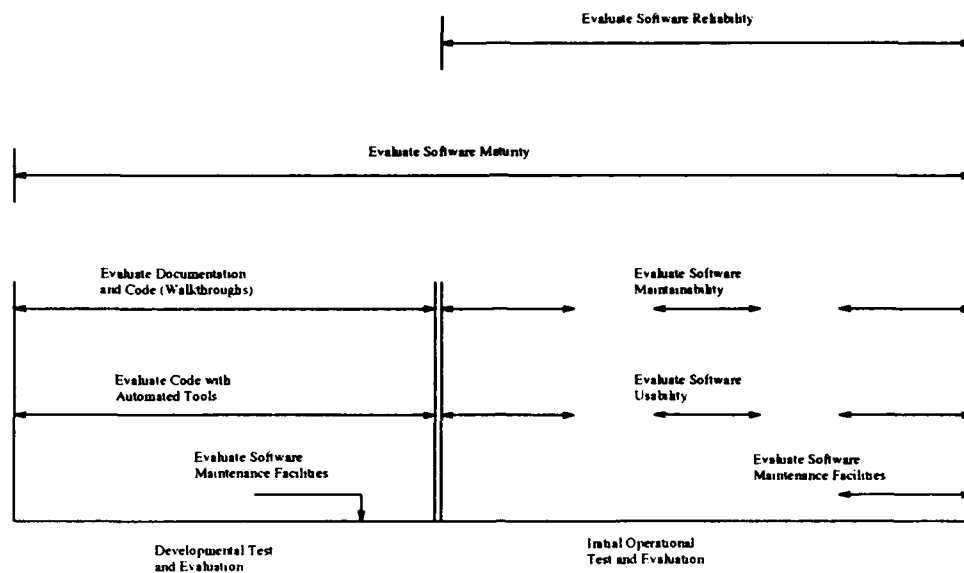 Evaluate Software Reliability
Evaluate Software Maturity
Evaluate Documentation
and Code (Walkthroughs)
Evaluate Software
Maintainability
Evaluate Code with
Automated Tools
Evaluate Software
Usability
Evaluate Software
Maintenance Facilities
Evaluate Software
Maintenance Facilities
Developmental Test
and Evaluation
Initial Operational
Test and Evaluation